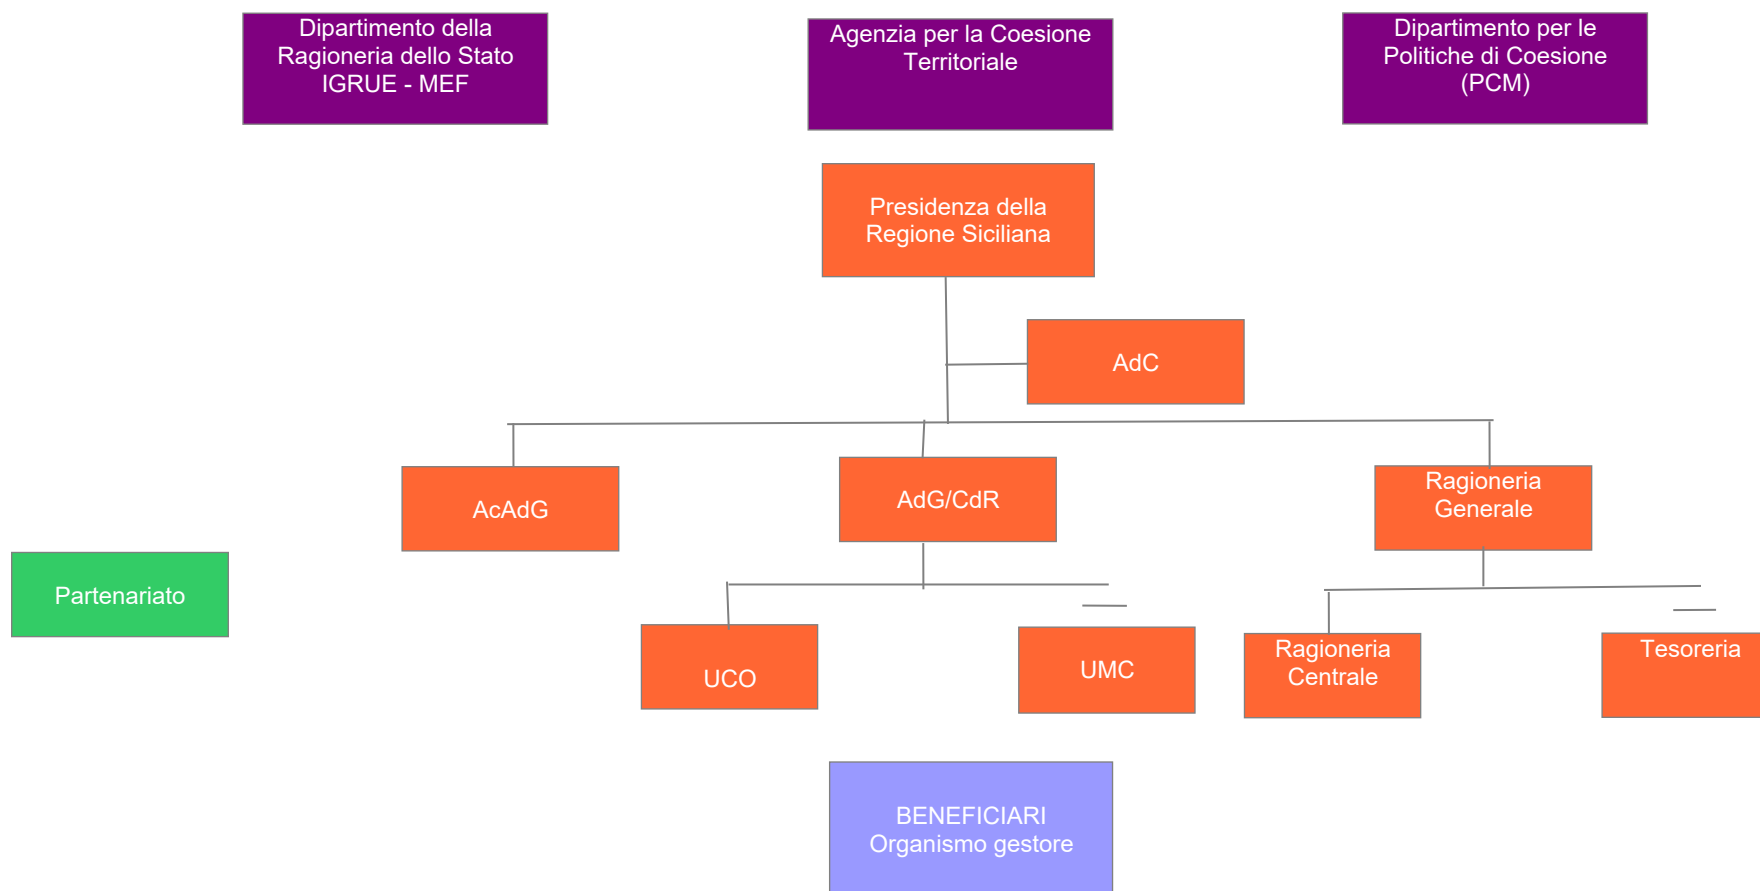 Dipartimento della
Ragioneria dello Stato
IGRUE - MEF
Agenzia per la Coesione
Territoriale
Dipartimento per le
Politiche di Coesione
(PCM)
Presidenza della
Regione Siciliana
AdC
AcAdG
AdG/CdR
Ragioneria
Generale
Partenariato
UCO
UMC
Ragioneria
Centrale
Tesoreria
BENEFICIARI
Organismo gestore